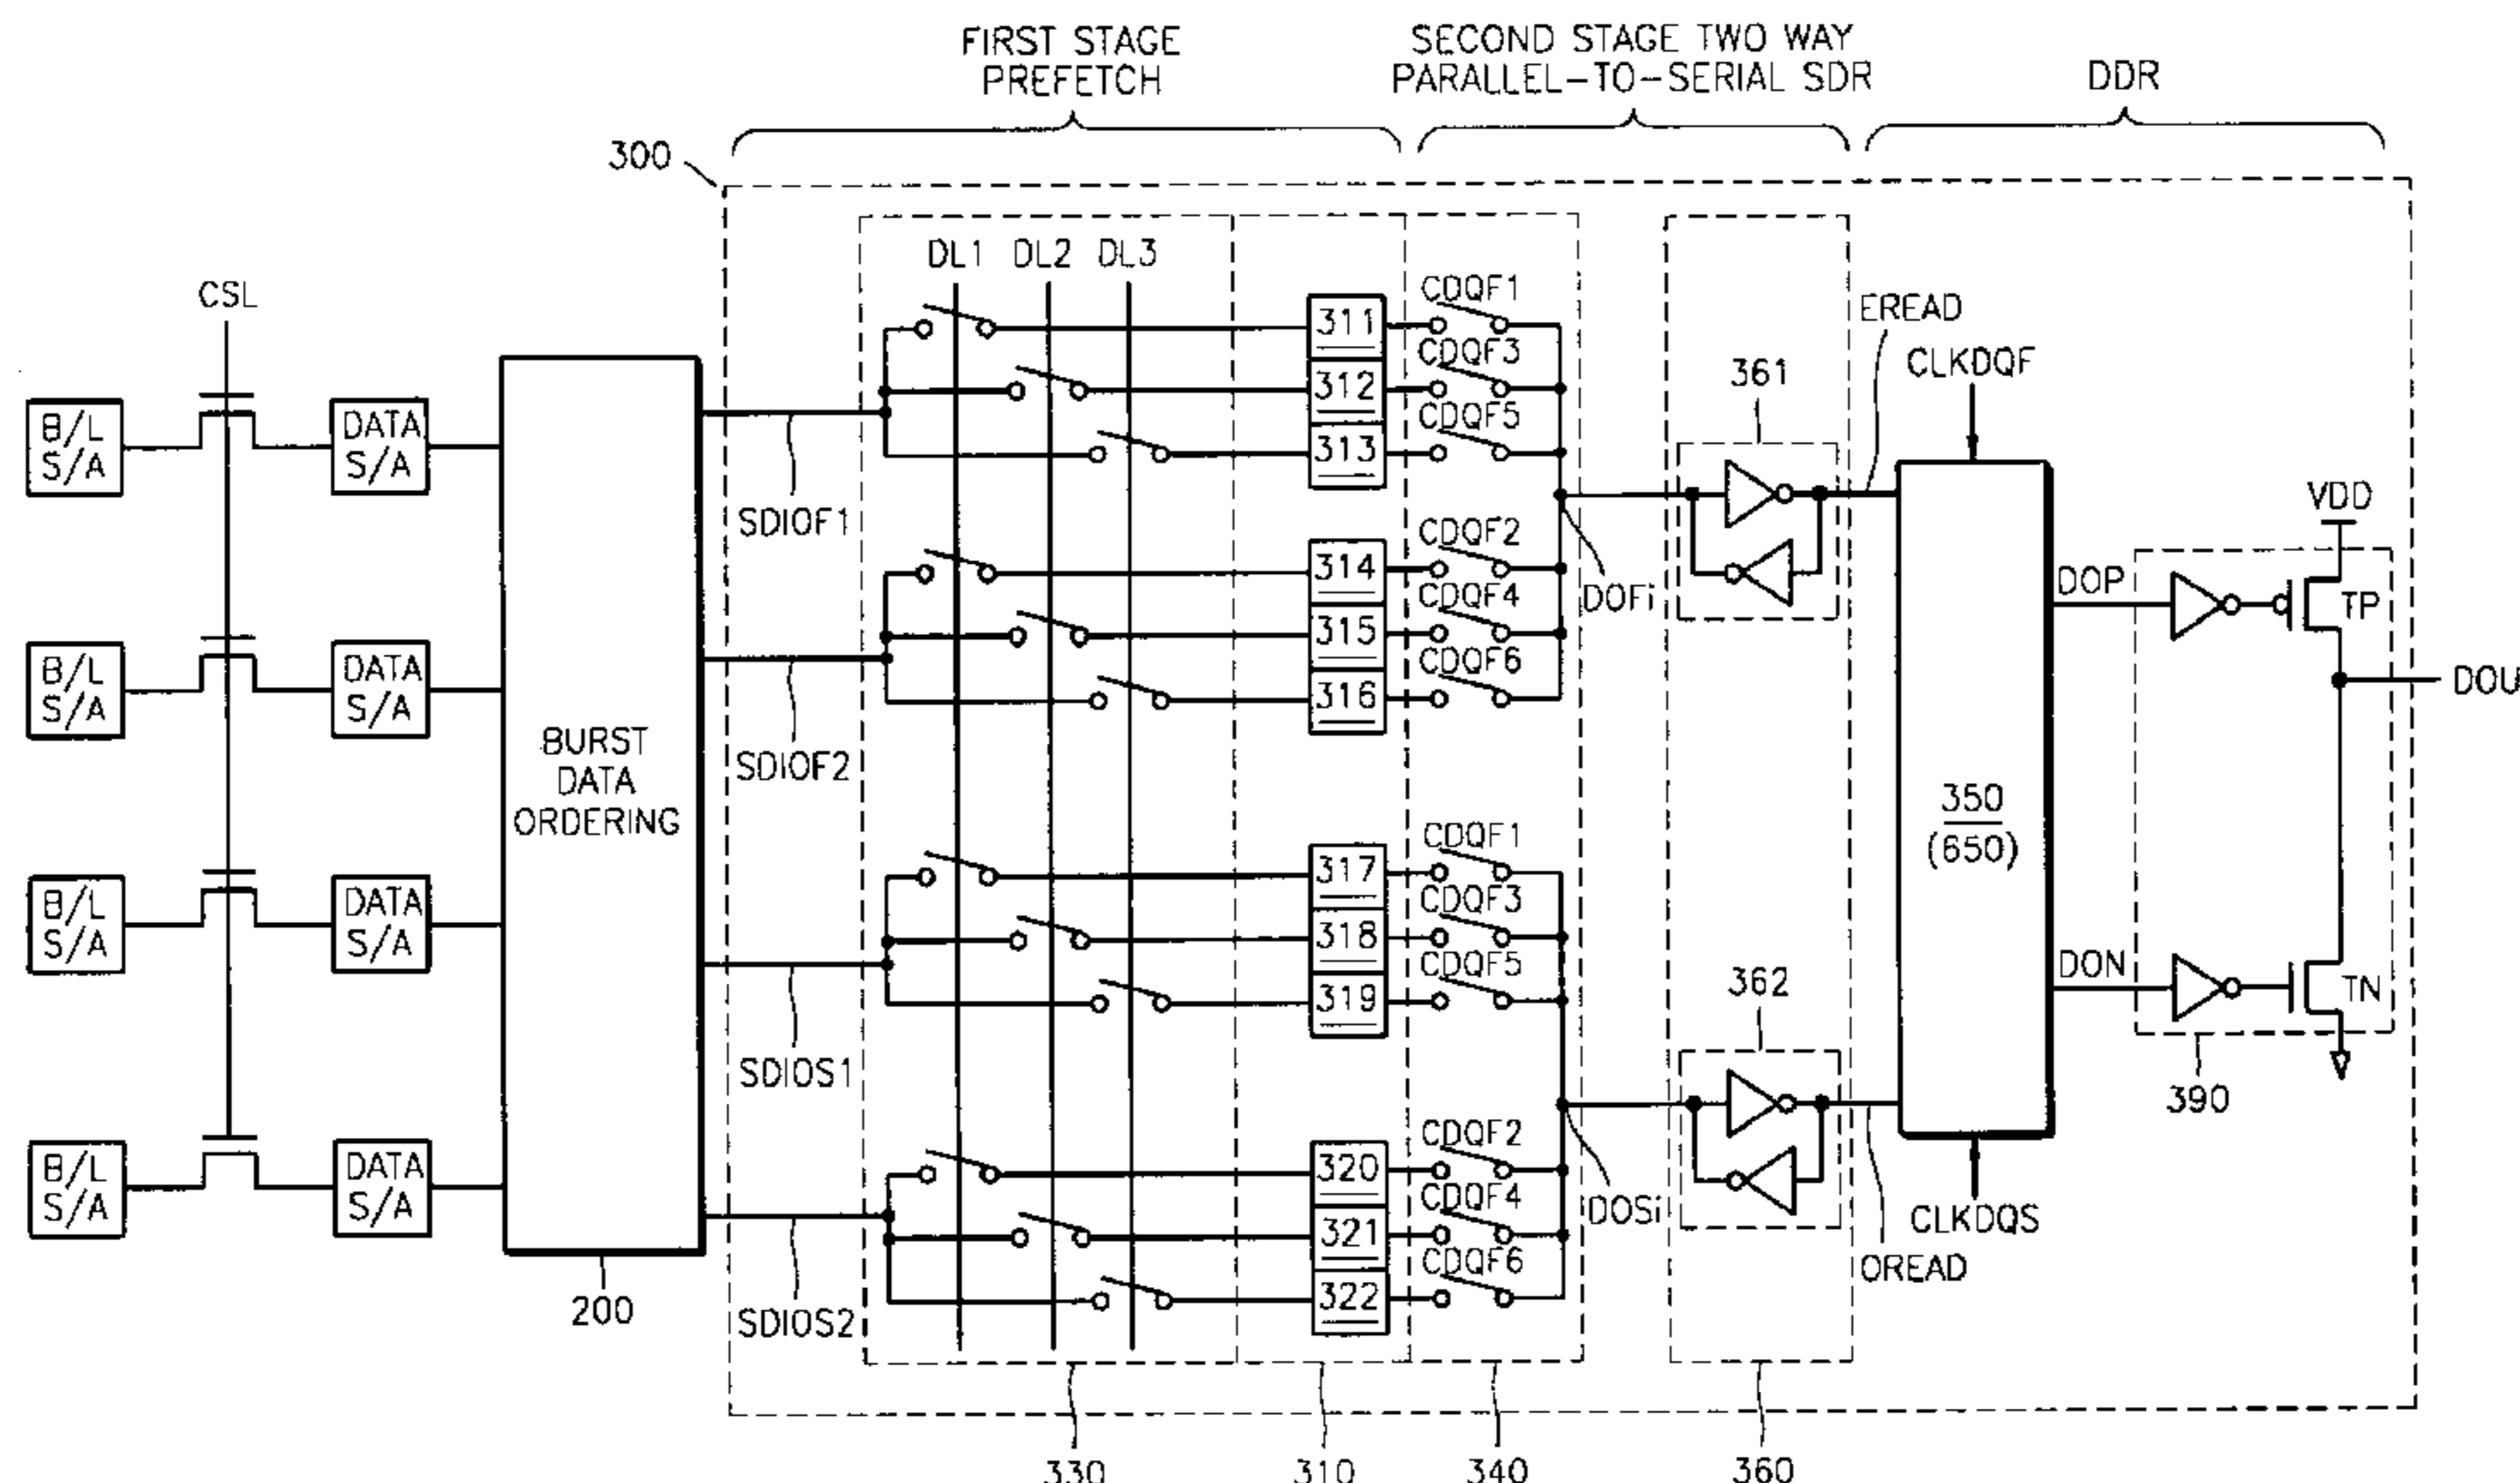 FIRST STAGE
PREFETCH
SECOND STAGE TWO WAY
PARALLEL-TO-SERIAL SDR
DDR
300
DL1 DL2 DL3
CSL
B/L
S/A
DATA
S/A
B/L
S/A
DATA
S/A
B/L
S/A
DATA
S/A
B/L
S/A
DATA
S/A
BURST
DATA
ORDERING
200
SDIOF1
SDIOF2
SDIOS1
SDIOS2
311
312
313
314
315
316
317
318
319
320
321
322
CDQF1
CDQF3
CDQF5
CDQF2
CDQF4
CDQF6
CDQF1
CDQF3
CDQF5
CDQF2
CDQF4
CDQF6
DOFi
DOSi
361
362
EREAD
OREAD
CLKDQF
350
(650)
CLKDQS
DOP
DON
VDD
TP
TN
DOU
390
330
310
340
360